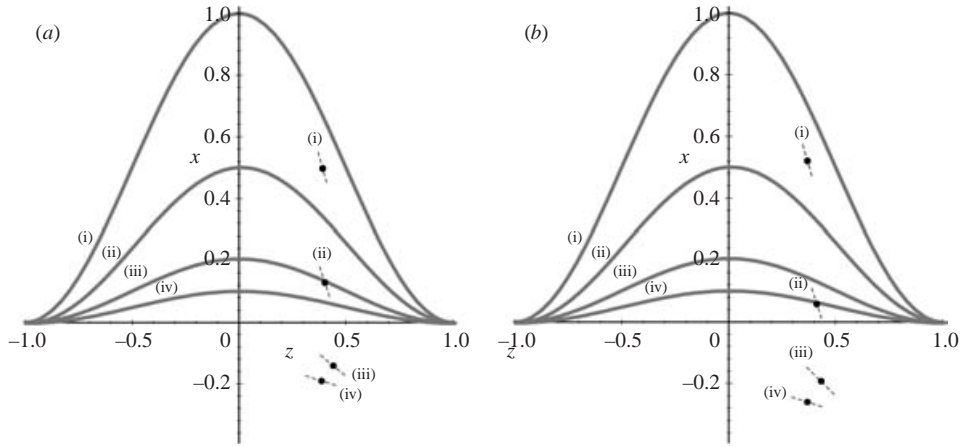 (a)
1.0
0.8
0.6
x
0.4
0.2
(i)
(ii)
(i)
(ii)
(iii)
(iv)
−1.0
−0.5
0
z
0.5
1.0
(iii)
(iv)
−0.2
(b)
1.0
0.8
0.6
x
0.4
0.2
(i)
(ii)
(i)
(ii)
(iii)
(iv)
−1.0
z
−0.5
0
0.5
1.0
(iii)
(iv)
−0.2